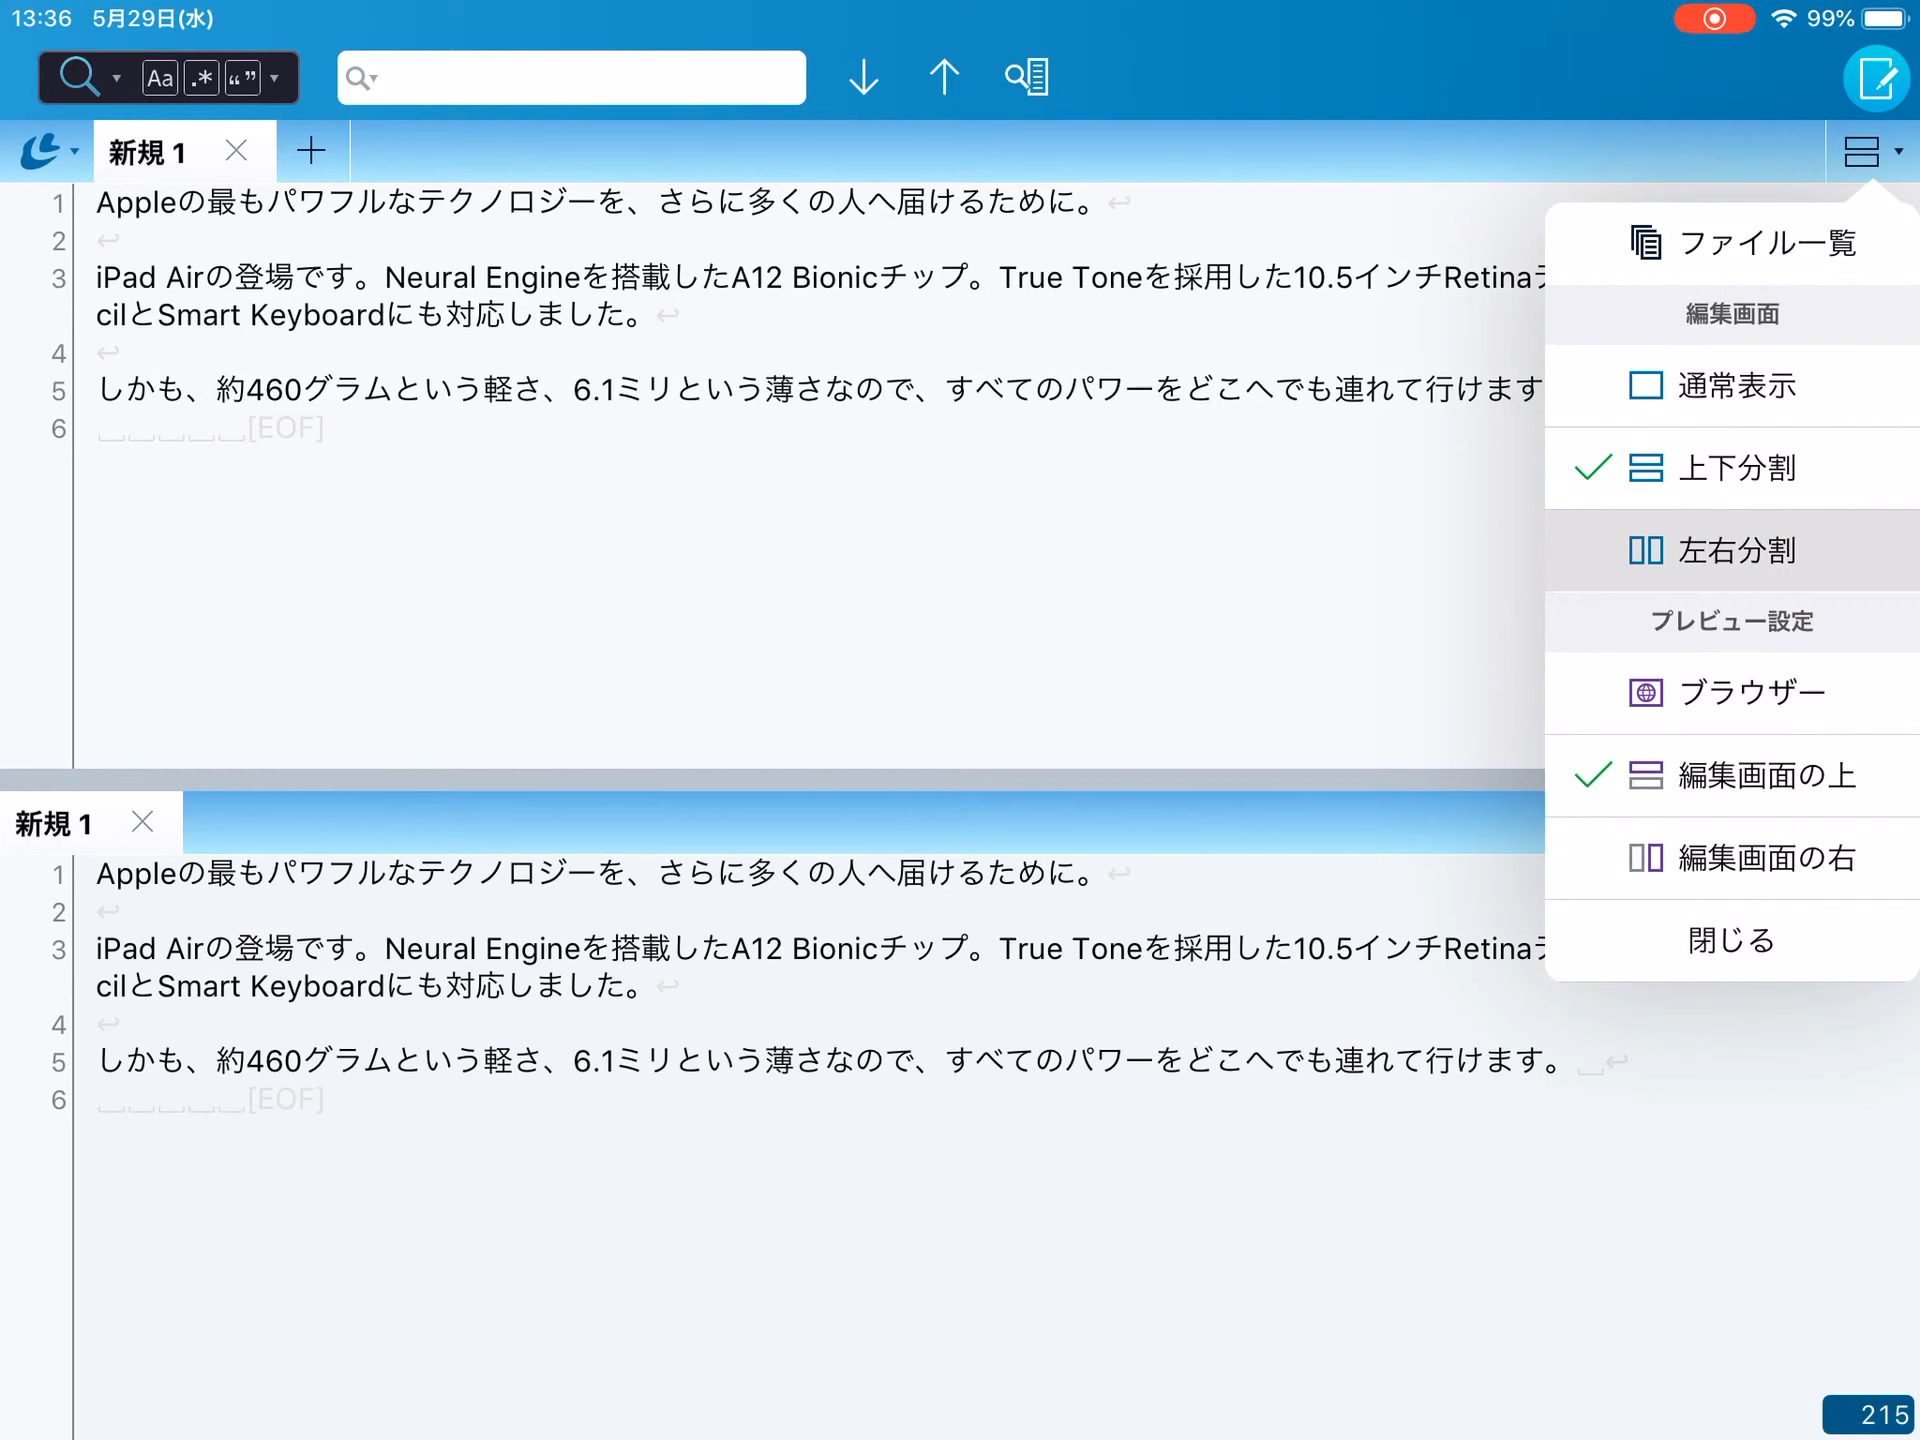 13:36 5月29日(水) 99%
Aa .* “ ”
新規 1
1 Appleの最もパワフルなテクノロジーを、さらに多くの人へ届けるために。
2
3 iPad Airの登場です。Neural Engineを搭載したA12 Bionicチップ。True Toneを採用した10.5インチRetina
cilとSmart Keyboardにも対応しました。
4
5 しかも、約460グラムという軽さ、6.1ミリという薄さなので、すべてのパワーをどこへでも連れて行けます
6 [EOF]
ファイル一覧
編集画面
通常表示
上下分割
左右分割
プレビュー設定
ブラウザー
編集画面の上
編集画面の右
閉じる
新規 1
1 Appleの最もパワフルなテクノロジーを、さらに多くの人へ届けるために。
2
3 iPad Airの登場です。Neural Engineを搭載したA12 Bionicチップ。True Toneを採用した10.5インチRetina
cilとSmart Keyboardにも対応しました。
4
5 しかも、約460グラムという軽さ、6.1ミリという薄さなので、すべてのパワーをどこへでも連れて行けます。
6 [EOF]
215